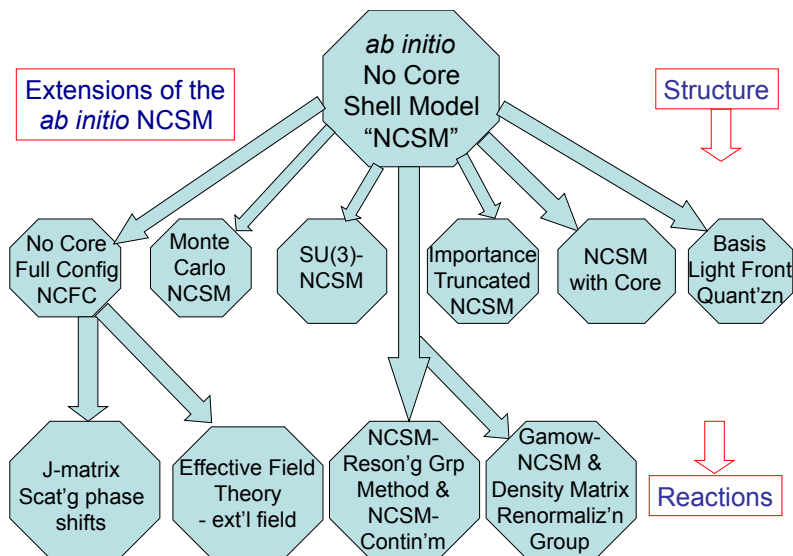 ab initio
No Core
Shell Model
“NCSM”
Extensions of the
ab initio NCSM
Structure
No Core
Full Config
NCFC
Monte
Carlo
NCSM
SU(3)-
NCSM
Importance
Truncated
NCSM
NCSM
with Core
Basis
Light Front
Quant’zn
J-matrix
Scat’g phase
shifts
Effective Field
Theory
- ext’l field
NCSM-
Reson’g Grp
Method &
NCSM-
Contin’m
Gamow-
NCSM &
Density Matrix
Renormaliz’n
Group
Reactions